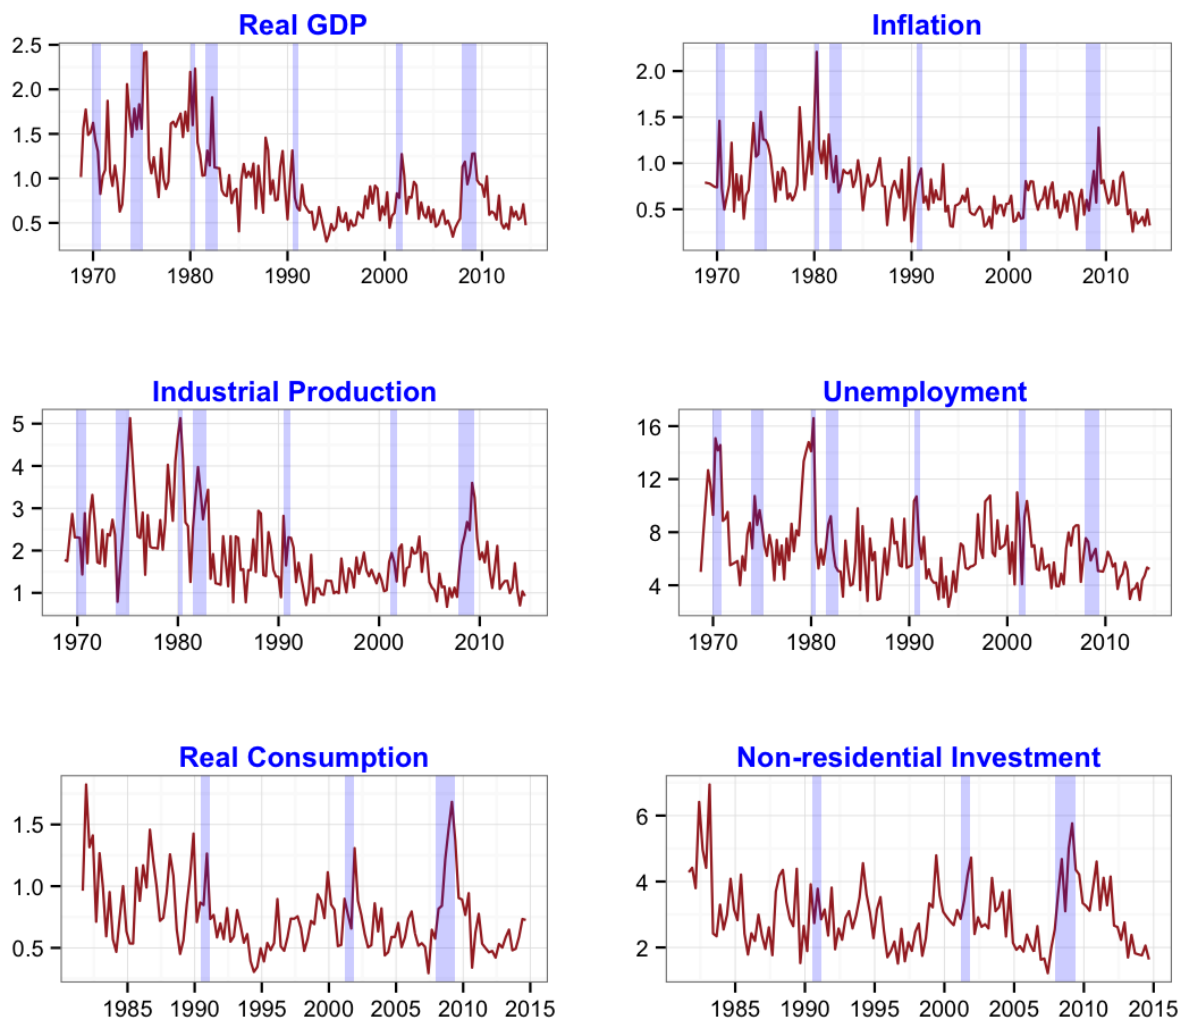 Real GDP
2.5
2.0
1.5
1.0
0.5
1970 1980 1990 2000 2010
Inflation
2.0
1.5
1.0
0.5
1970 1980 1990 2000 2010
Industrial Production
5
4
3
2
1
1970 1980 1990 2000 2010
Unemployment
16
12
8
4
1970 1980 1990 2000 2010
Real Consumption
1.5
1.0
0.5
1985 1990 1995 2000 2005 2010 2015
Non-residential Investment
6
4
2
1985 1990 1995 2000 2005 2010 2015